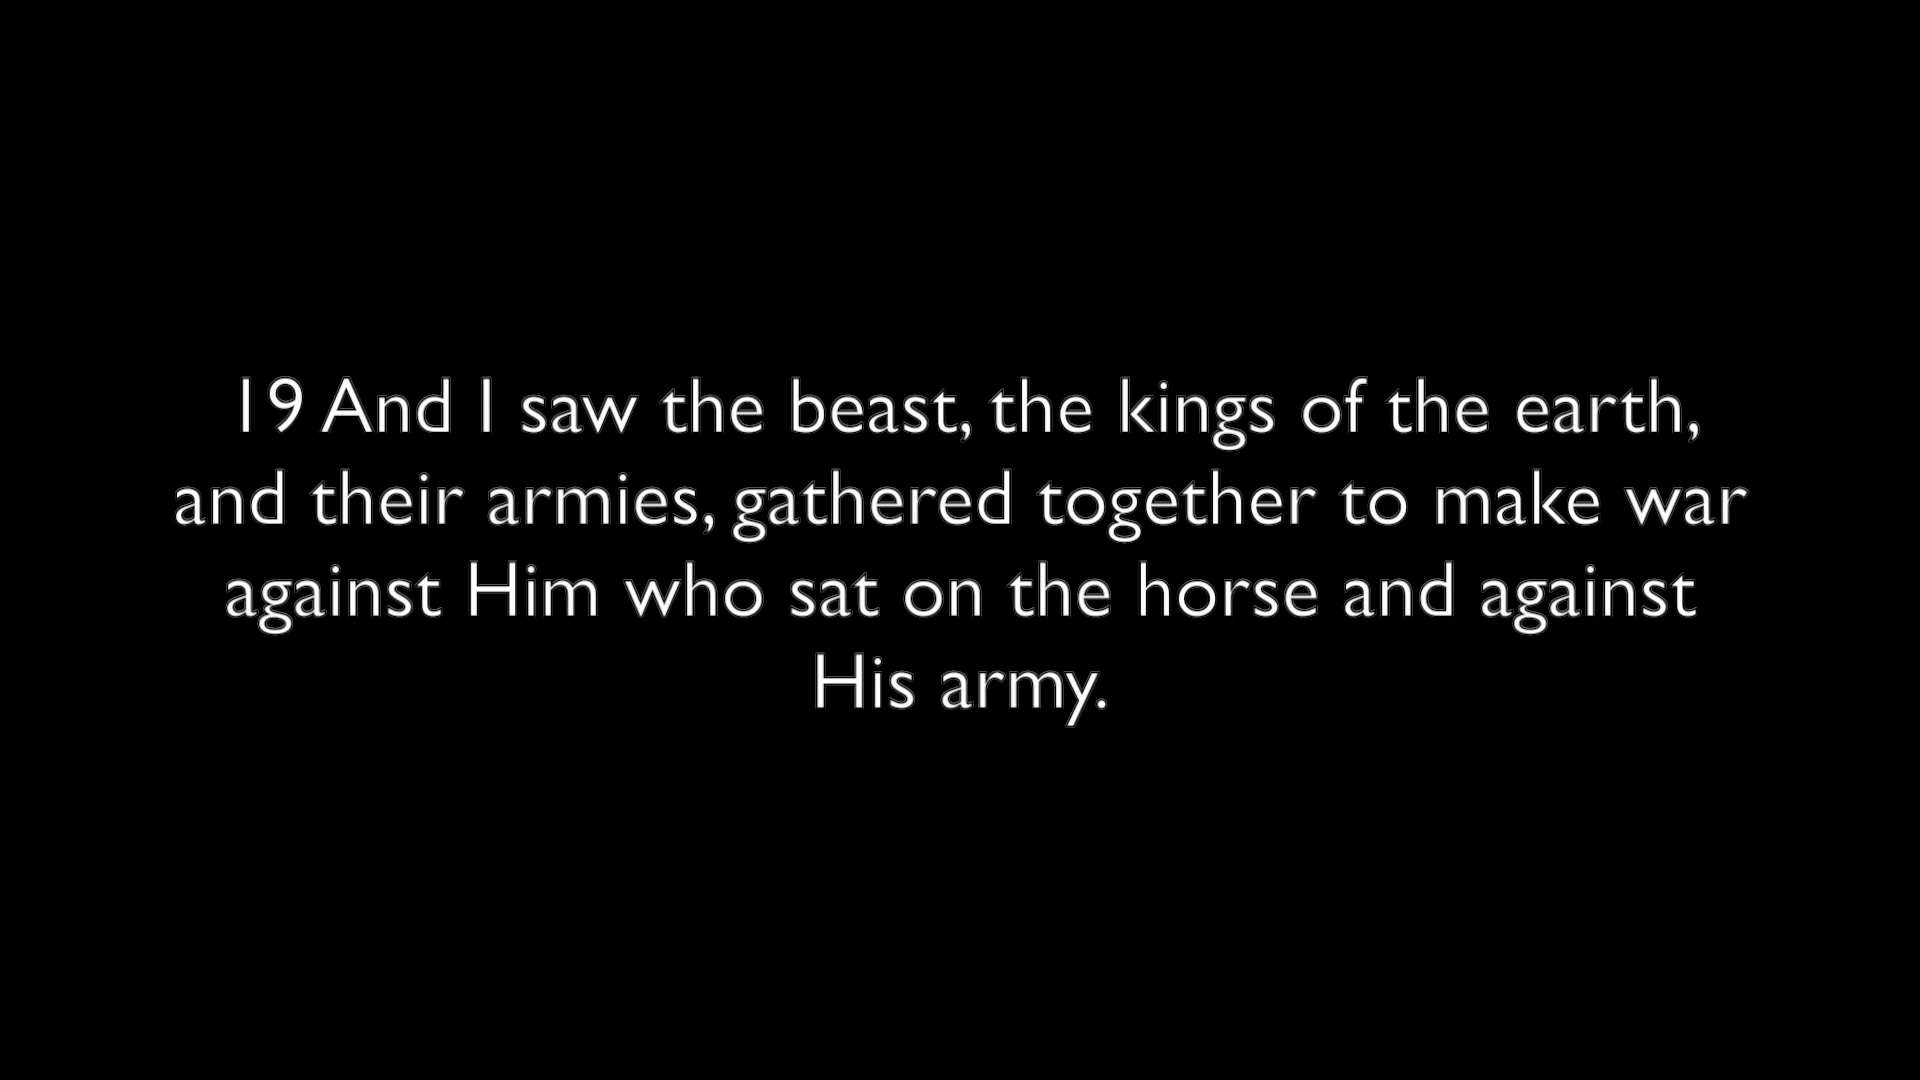 19 And I saw the beast, the kings of the earth,
and their armies, gathered together to make war
against Him who sat on the horse and against
His army.